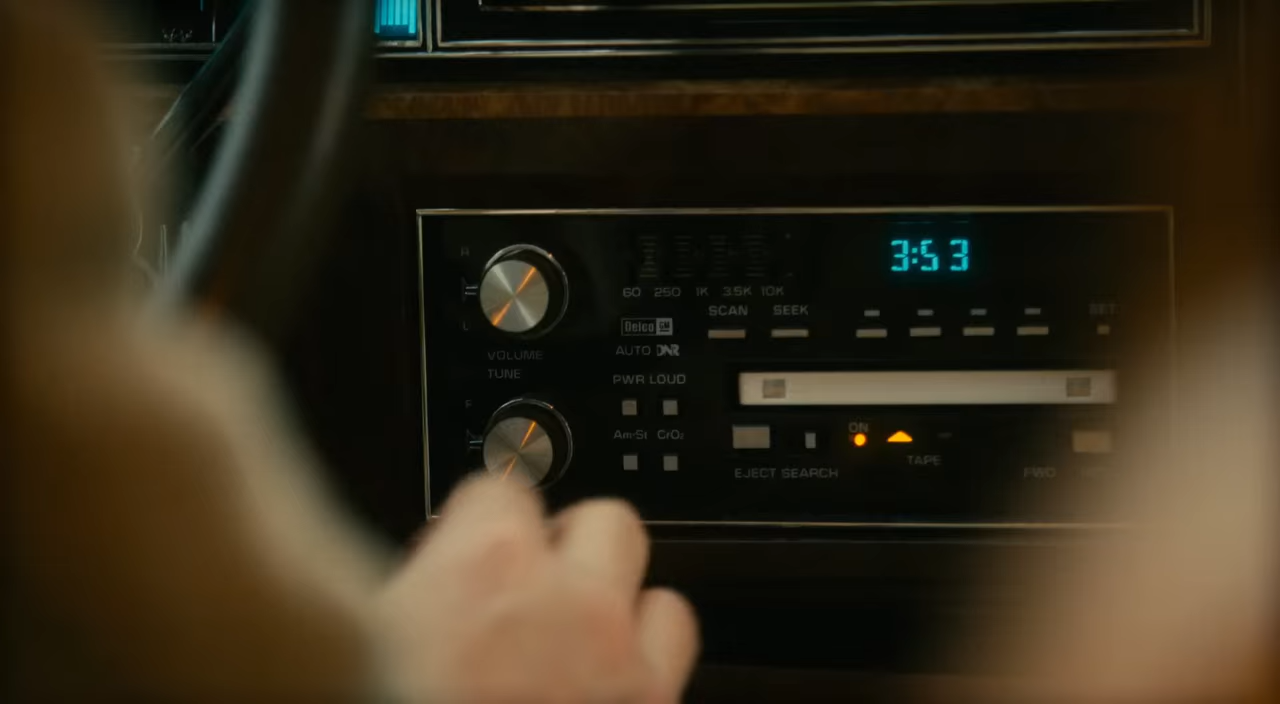 3:53
R
60 250 1K 3.5K 10K
SCAN SEEK
SET
L
Delco GM
AUTO DNR
VOLUME
TUNE
PWR LOUD
F
ON
Am-St CrO₂
TAPE
EJECT SEARCH
FWD